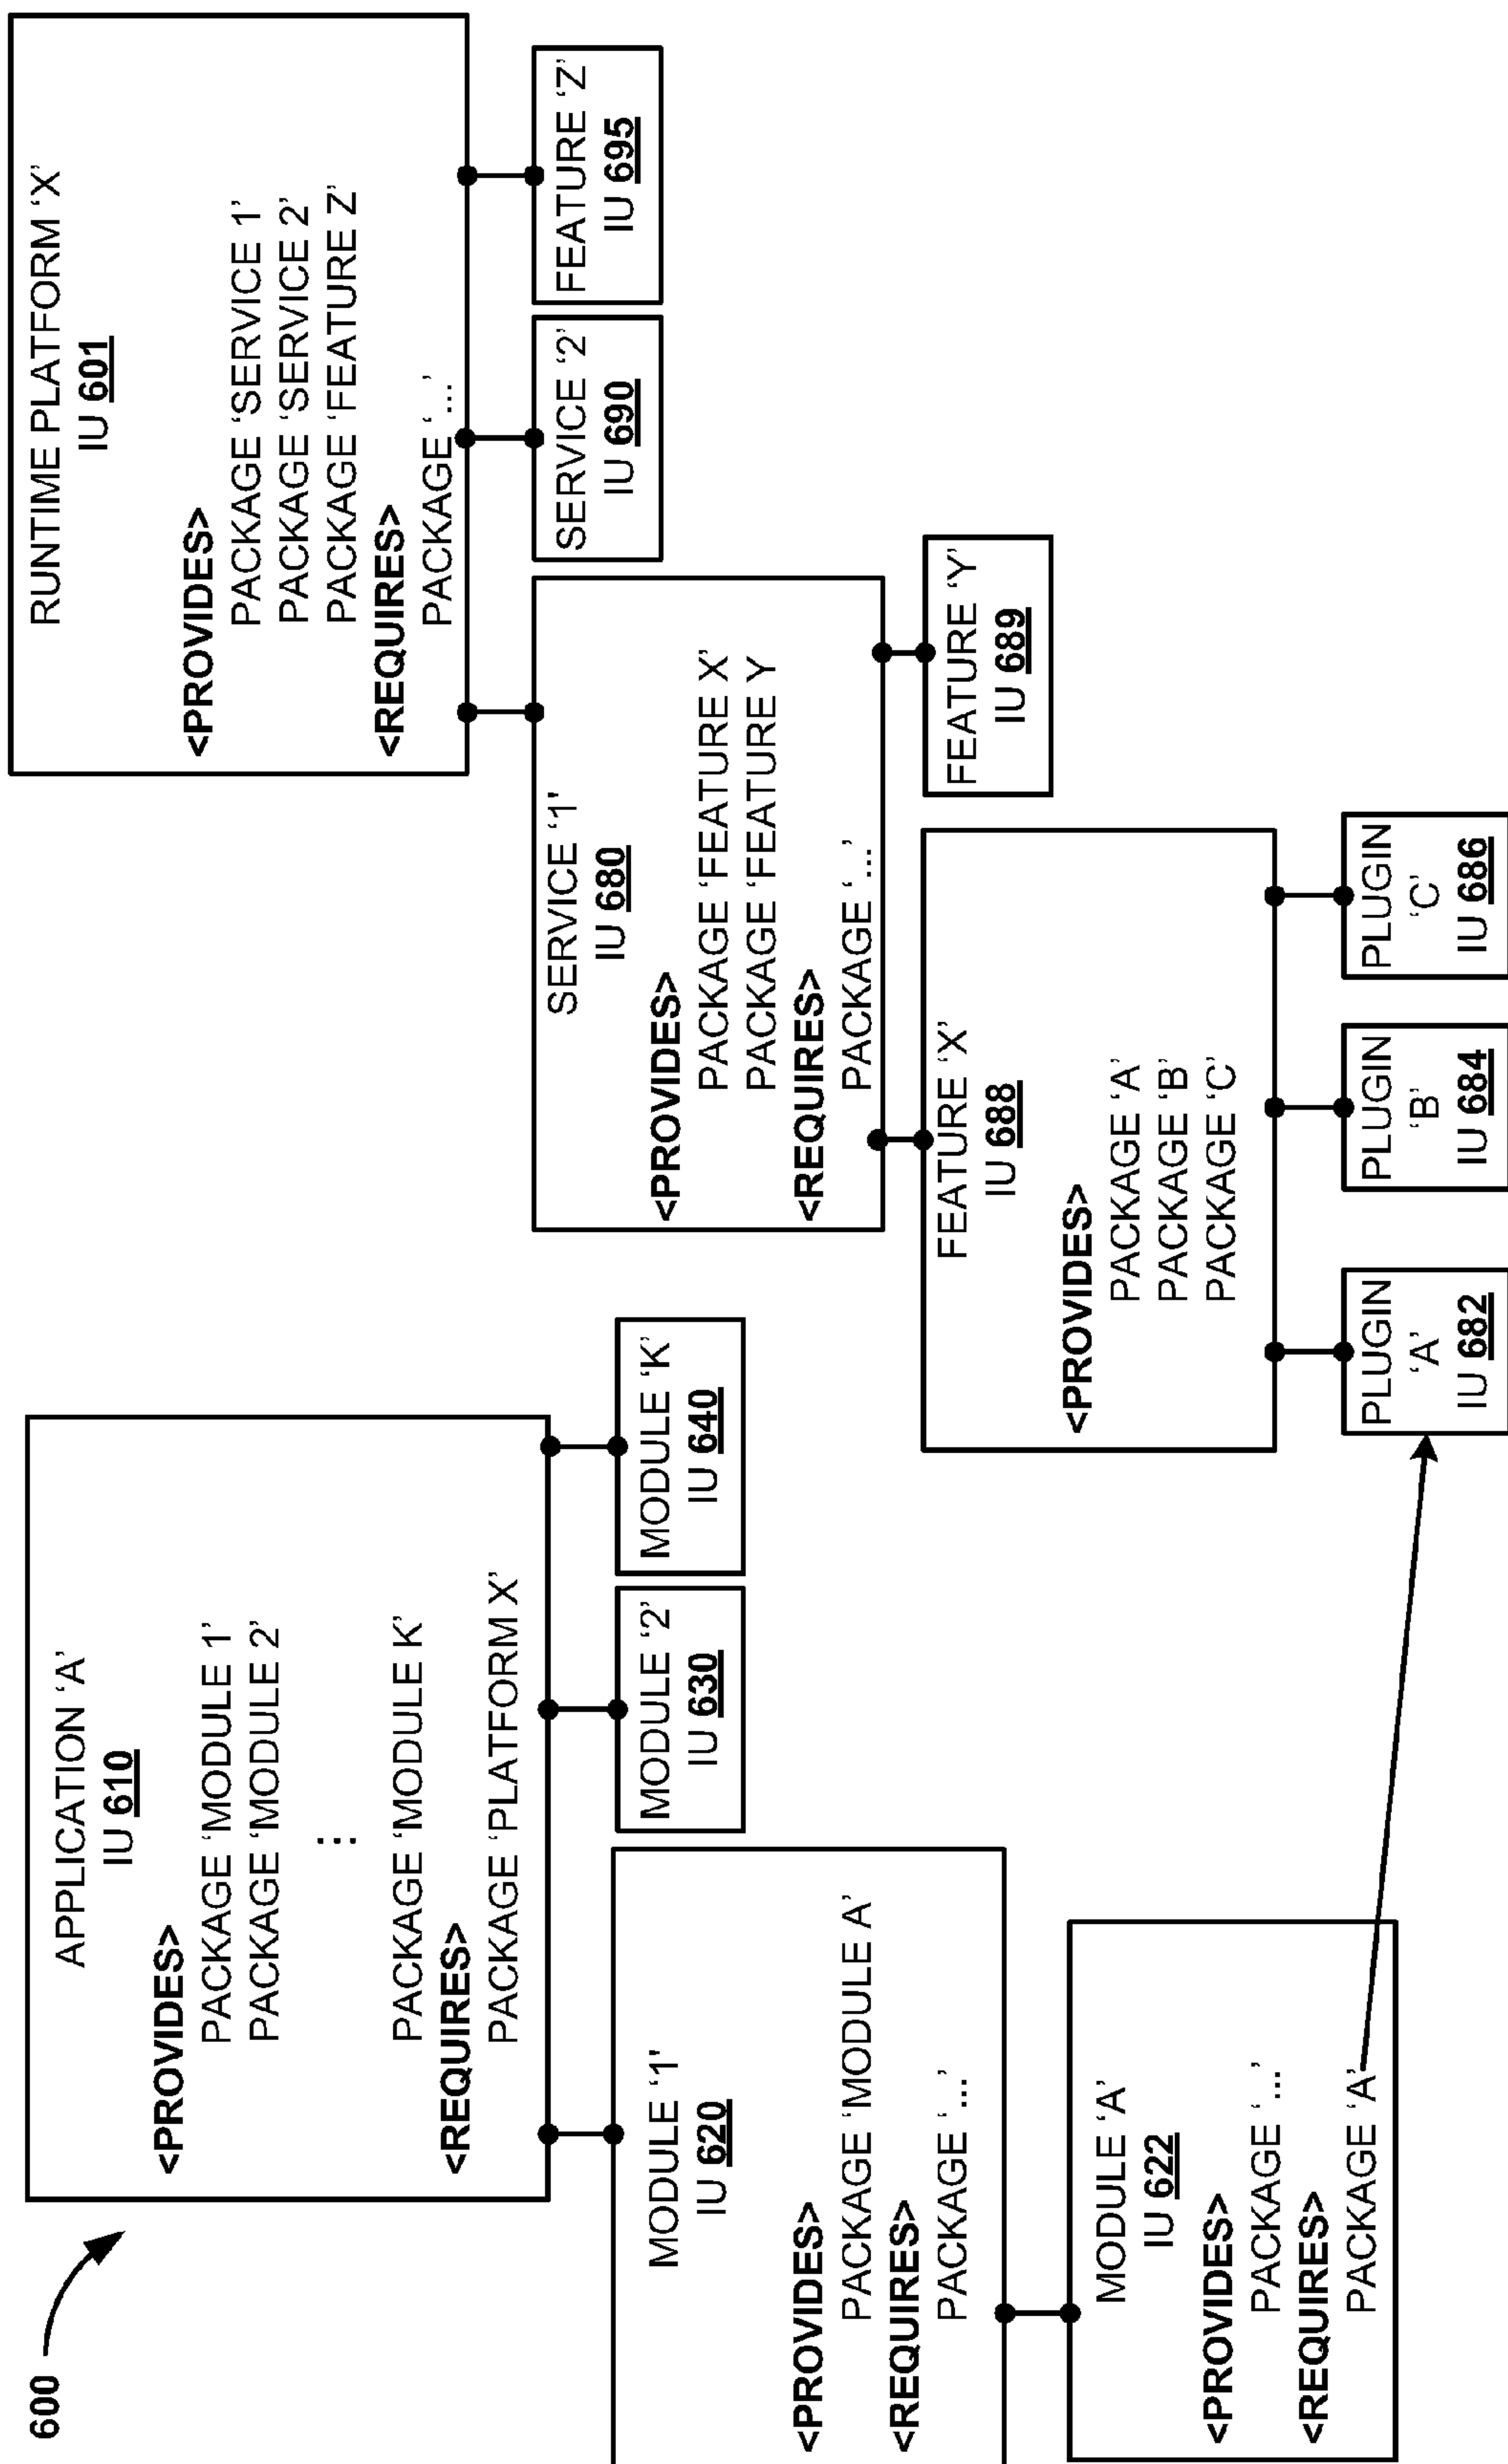 600
APPLICATION ‘A’
IU 610
<PROVIDES>
PACKAGE ‘MODULE 1’
PACKAGE ‘MODULE 2’
...
PACKAGE ‘MODULE K’
<REQUIRES>
PACKAGE ‘PLATFORM X’
MODULE ‘1'
IU 620
<PROVIDES>
PACKAGE ‘MODULE A’
<REQUIRES>
PACKAGE ‘...’
MODULE ‘2’
IU 630
MODULE ‘K’
IU 640
MODULE ‘A’
IU 622
<PROVIDES>
PACKAGE ‘...’
<REQUIRES>
PACKAGE ‘A’
RUNTIME PLATFORM ‘X’
IU 601
<PROVIDES>
PACKAGE ‘SERVICE 1’
PACKAGE ‘SERVICE 2’
PACKAGE ‘FEATURE Z’
<REQUIRES>
PACKAGE ‘...’
SERVICE ‘1'
IU 680
<PROVIDES>
PACKAGE ‘FEATURE X’
PACKAGE ‘FEATURE Y
<REQUIRES>
PACKAGE ‘...’
SERVICE ‘2’
IU 690
FEATURE ‘Z’
IU 695
FEATURE ‘X’
IU 688
<PROVIDES>
PACKAGE ‘A’
PACKAGE ‘B’
PACKAGE ‘C’
FEATURE ‘Y’
IU 689
PLUGIN
‘A’
IU 682
PLUGIN
‘B’
IU 684
PLUGIN
‘C’
IU 686